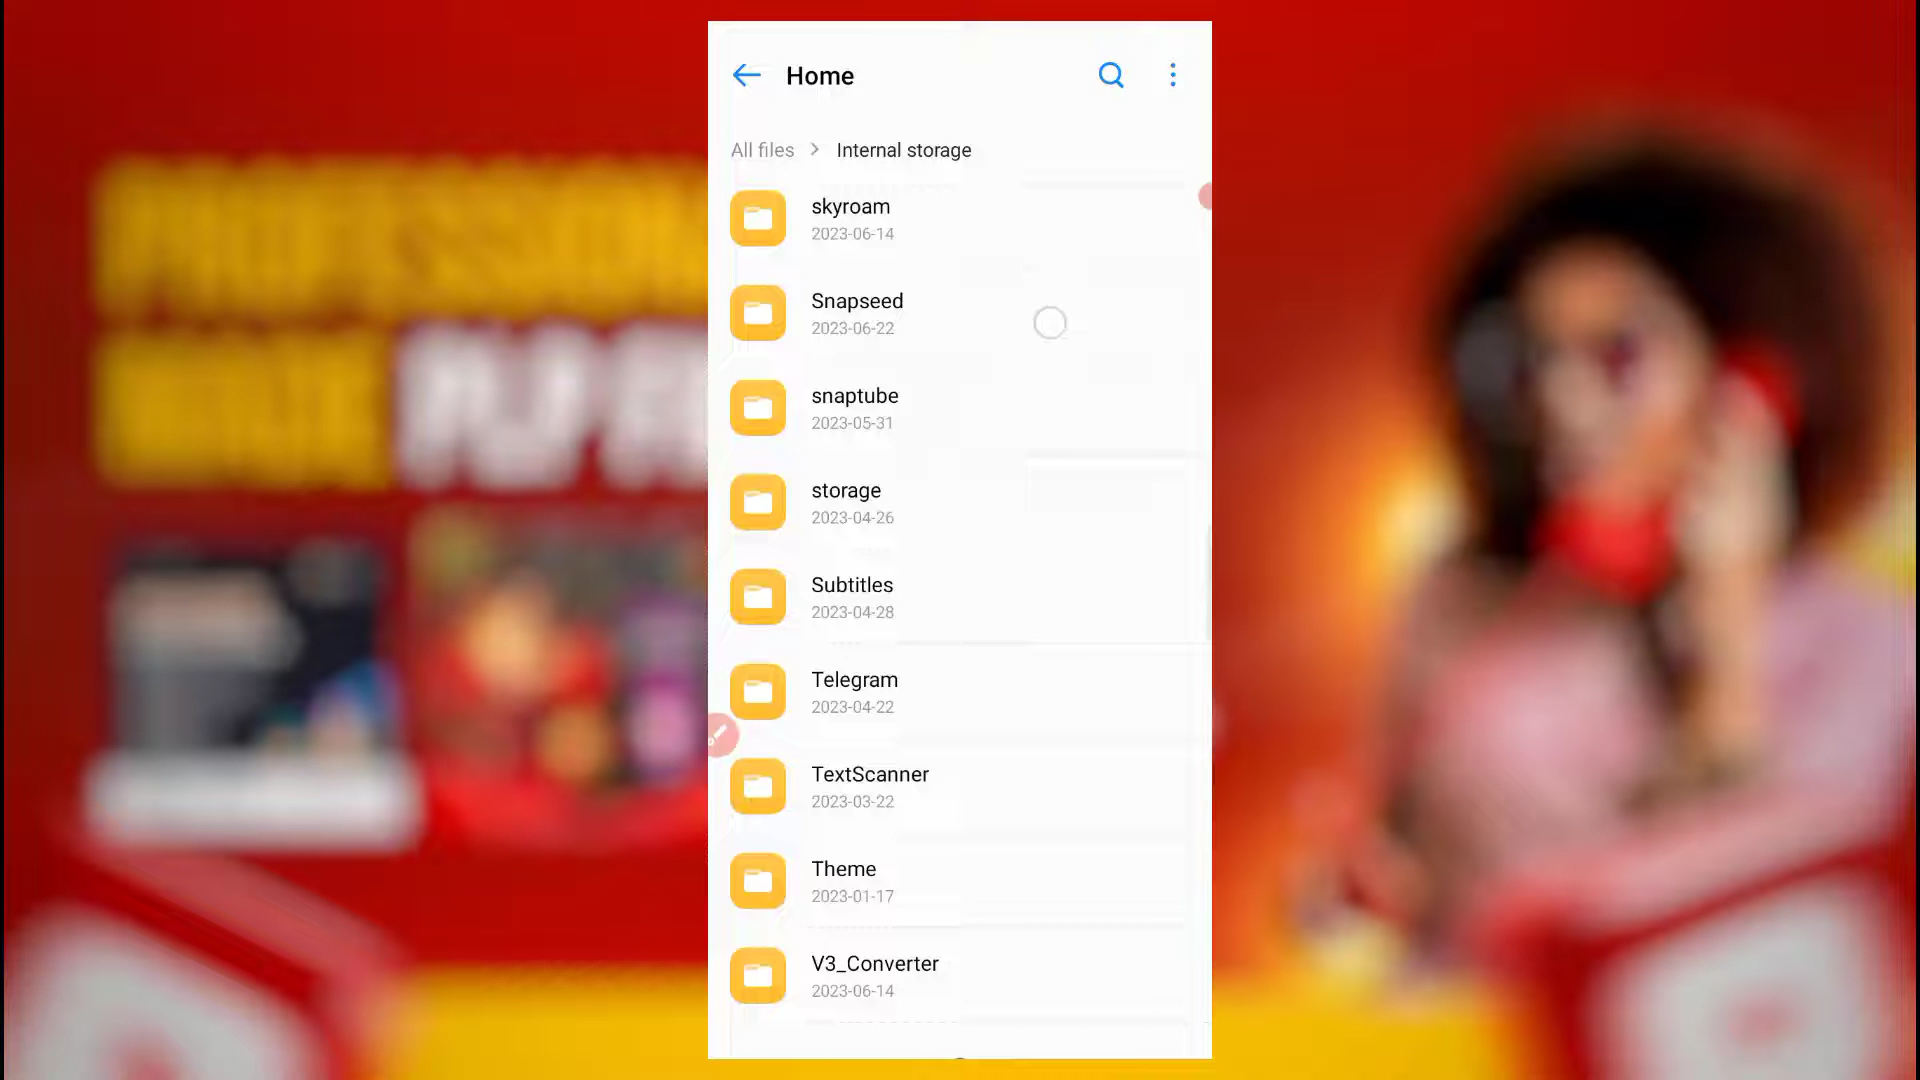 Home
All files > Internal storage
skyroam
2023-06-14
Snapseed
2023-06-22
snaptube
2023-05-31
storage
2023-04-26
Subtitles
2023-04-28
Telegram
2023-04-22
TextScanner
2023-03-22
Theme
2023-01-17
V3_Converter
2023-06-14